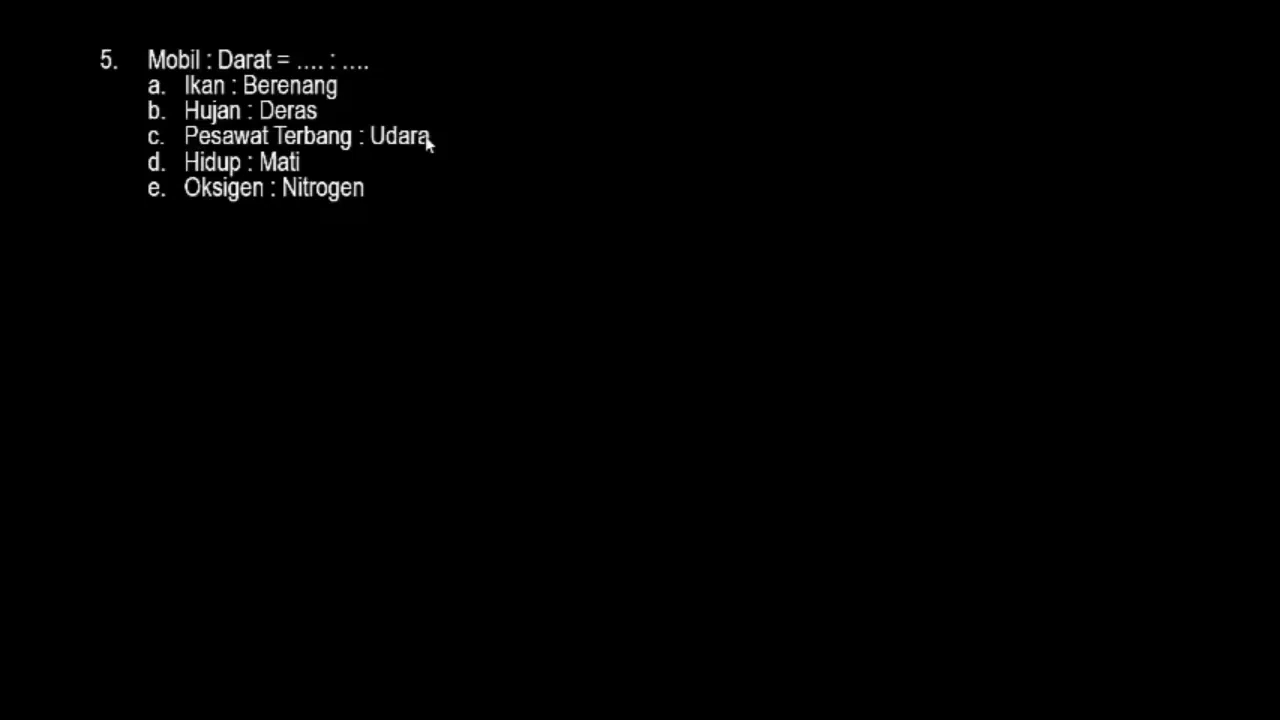 5. Mobil : Darat = .... : ....
a. Ikan : Berenang
b. Hujan : Deras
c. Pesawat Terbang : Udara
d. Hidup : Mati
e. Oksigen : Nitrogen